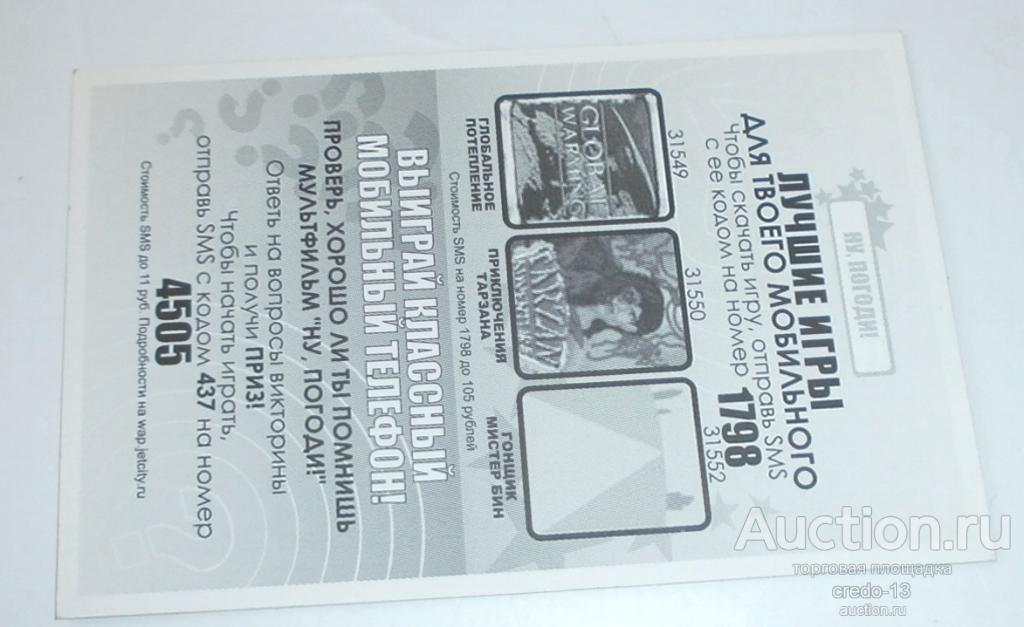 НУ, ПОГОДИ!
ЛУЧШИЕ ИГРЫ
ДЛЯ ТВОЕГО МОБИЛЬНОГО
Чтобы скачать игру, отправь SMS
с ее кодом на номер 1798
31549
31550
31552
GLOBAL
WARMING
TARZAN
ГЛОБАЛЬНОЕ
ПОТЕПЛЕНИЕ
ПРИКЛЮЧЕНИЯ
ТАРЗАНА
ГОНЩИК
МИСТЕР БИН
Стоимость SMS на номер 1798 до 105 рублей
ВЫИГРАЙ КЛАССНЫЙ
МОБИЛЬНЫЙ ТЕЛЕФОН!
ПРОВЕРЬ, ХОРОШО ЛИ ТЫ ПОМНИШЬ
МУЛЬТФИЛЬМ "НУ, ПОГОДИ!"
Ответь на вопросы викторины
и получи ПРИЗ!
Чтобы начать играть,
отправь SMS с кодом 437 на номер
4505
Стоимость SMS до 11 руб. Подробности на wap.jetcity.ru
Auction.ru
торговая площадка
credo-13
auction.ru